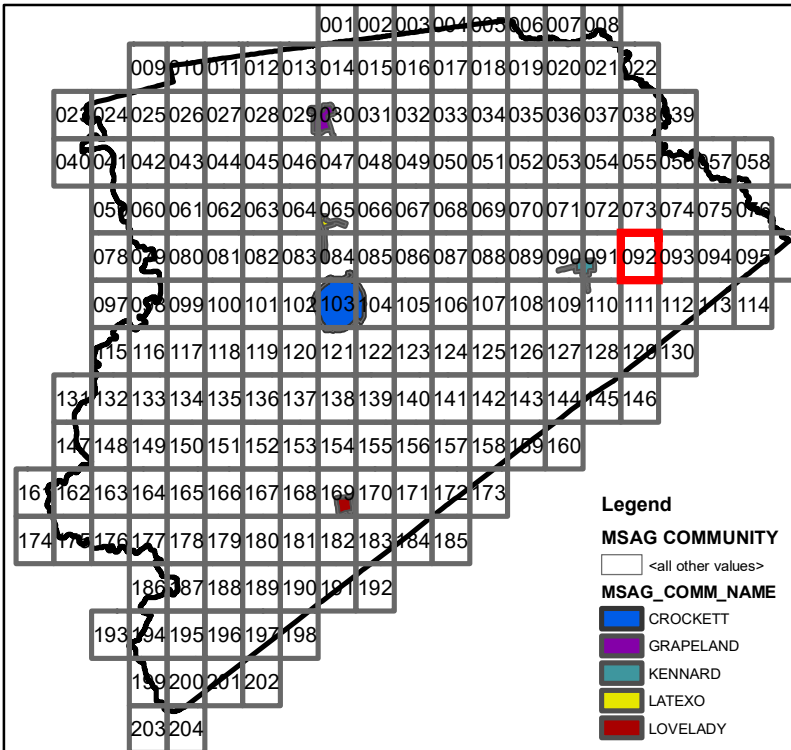 001 002 003 004 005 006 007 008
009 010 011 012 013 014 015 016 017 018 019 020 021 022
023 024 025 026 027 028 029 030 031 032 033 034 035 036 037 038 039
040 041 042 043 044 045 046 047 048 049 050 051 052 053 054 055 056 057 058
059 060 061 062 063 064 065 066 067 068 069 070 071 072 073 074 075 076
078 079 080 081 082 083 084 085 086 087 088 089 090 091 092 093 094 095
097 098 099 100 101 102 103 104 105 106 107 108 109 110 111 112 113 114
115 116 117 118 119 120 121 122 123 124 125 126 127 128 129 130
131 132 133 134 135 136 137 138 139 140 141 142 143 144 145 146
147 148 149 150 151 152 153 154 155 156 157 158 159 160
161 162 163 164 165 166 167 168 169 170 171 172 173
174 175 176 177 178 179 180 181 182 183 184 185
186 187 188 189 190 191 192
193 194 195 196 197 198
199 200 201 202
203 204
Legend
MSAG COMMUNITY
<all other values>
MSAG_COMM_NAME
CROCKETT
GRAPELAND
KENNARD
LATEXO
LOVELADY